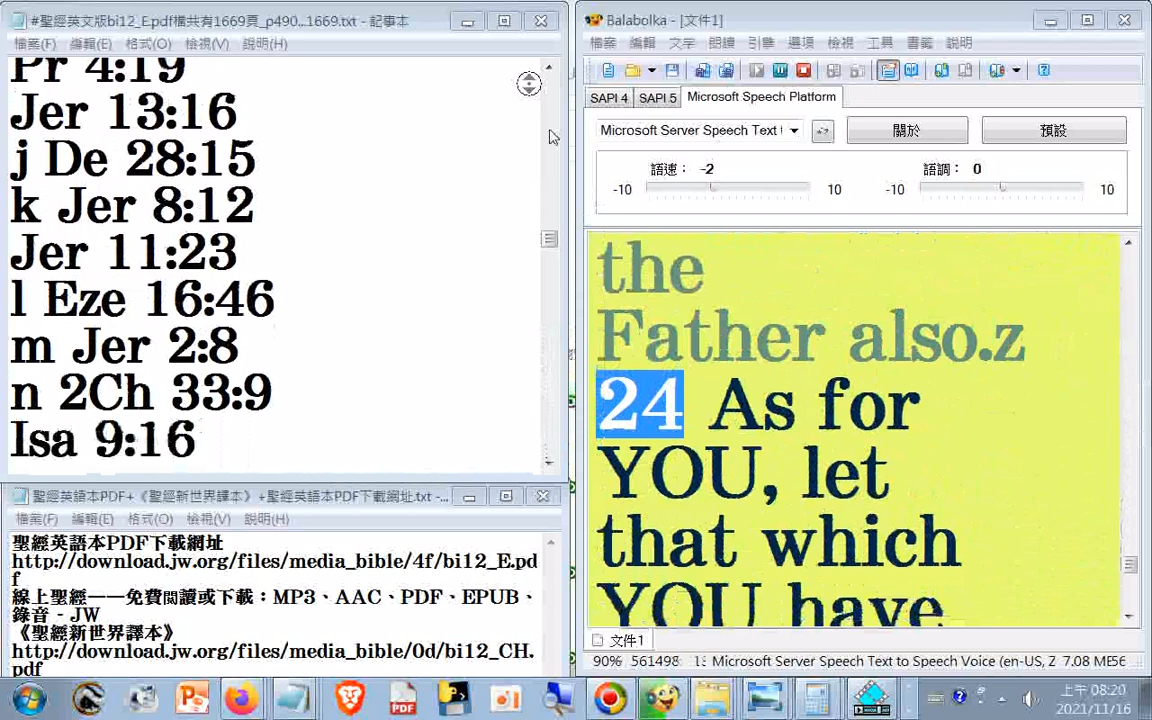 #聖經英文版bi12_E.pdf檔共有1669頁_p490...1669.txt - 記事本
檔案(F) 編輯(E) 格式(O) 檢視(V) 說明(H)
Pr 4:19
Jer 13:16
j De 28:15
k Jer 8:12
Jer 11:23
l Eze 16:46
m Jer 2:8
n 2Ch 33:9
Isa 9:16
聖經英語本PDF+《聖經新世界譯本》+聖經英語本PDF下載網址.txt - ...
檔案(F) 編輯(E) 格式(O) 檢視(V) 說明(H)
聖經英語本PDF下載網址
http://download.jw.org/files/media_bible/4f/bi12_E.pd
f
線上聖經——免費閱讀或下載：MP3、AAC、PDF、EPUB、
錄音 - JW
《聖經新世界譯本》
http://download.jw.org/files/media_bible/0d/bi12_CH.
pdf
Balabolka - [文件1]
檔案 編輯 文字 朗讀 引擎 選項 檢視 工具 書籤 說明
SAPI 4 SAPI 5 Microsoft Speech Platform
Microsoft Server Speech Text 關於 預設
語速： -2 語調： 0
-10 10 -10 10
the
Father also.z
24 As for
YOU, let
that which
YOU have
文件1
90% 561498 Microsoft Server Speech Text to Speech Voice (en-US, Z 7.08 ME56
上午 08:20
2021/11/16